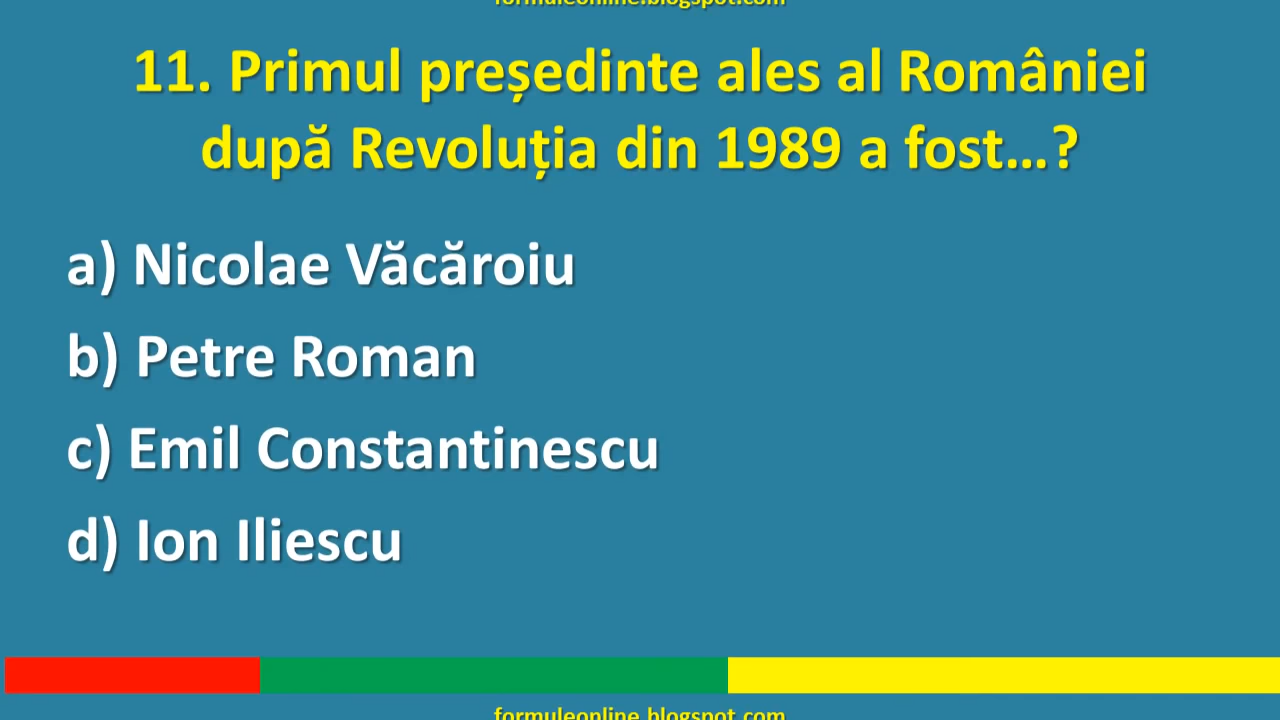 formuleonline.blogspot.com
11. Primul președinte ales al României
după Revoluția din 1989 a fost...?
a) Nicolae Văcăroiu
b) Petre Roman
c) Emil Constantinescu
d) Ion Iliescu
formuleonline.blogspot.com